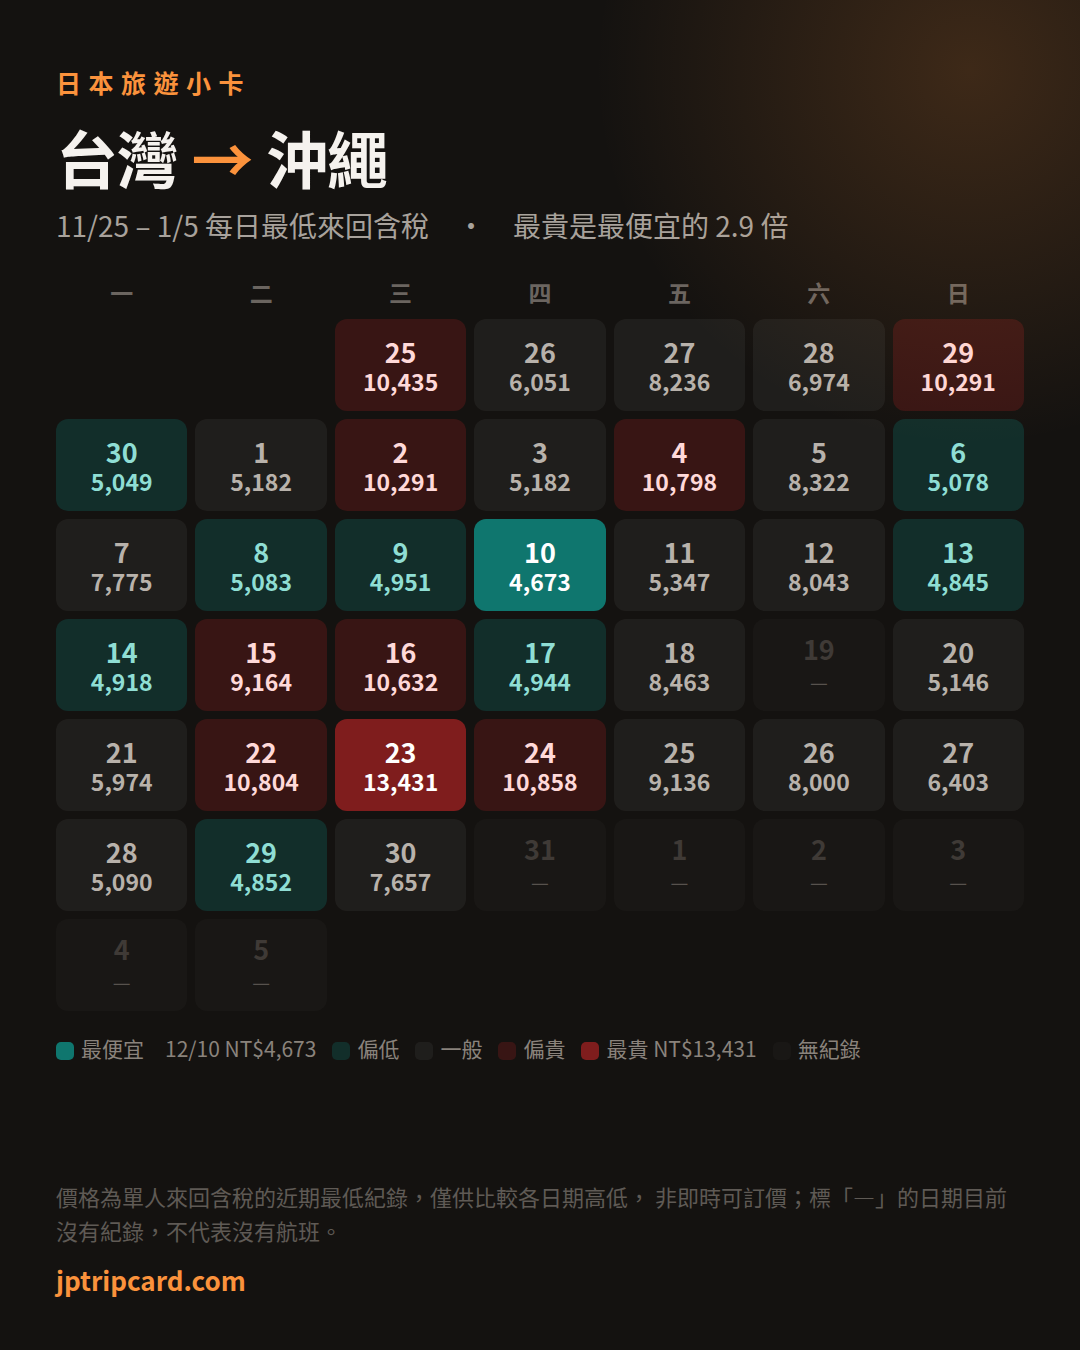 日本旅遊小卡
台灣 → 沖繩
11/25 – 1/5 每日最低來回含稅 · 最貴是最便宜的 2.9 倍
一 二 三 四 五 六 日
25 26 27 28 29
10,435 6,051 8,236 6,974 10,291
30 1 2 3 4 5 6
5,049 5,182 10,291 5,182 10,798 8,322 5,078
7 8 9 10 11 12 13
7,775 5,083 4,951 4,673 5,347 8,043 4,845
14 15 16 17 18 19 20
4,918 9,164 10,632 4,944 8,463 — 5,146
21 22 23 24 25 26 27
5,974 10,804 13,431 10,858 9,136 8,000 6,403
28 29 30 31 1 2 3
5,090 4,852 7,657 — — — —
4 5
— —
最便宜 12/10 NT$4,673 偏低 一般 偏貴 最貴 NT$13,431 無紀錄
價格為單人來回含稅的近期最低紀錄，僅供比較各日期高低， 非即時可訂價；標「—」的日期目前
沒有紀錄，不代表沒有航班。
jptripcard.com